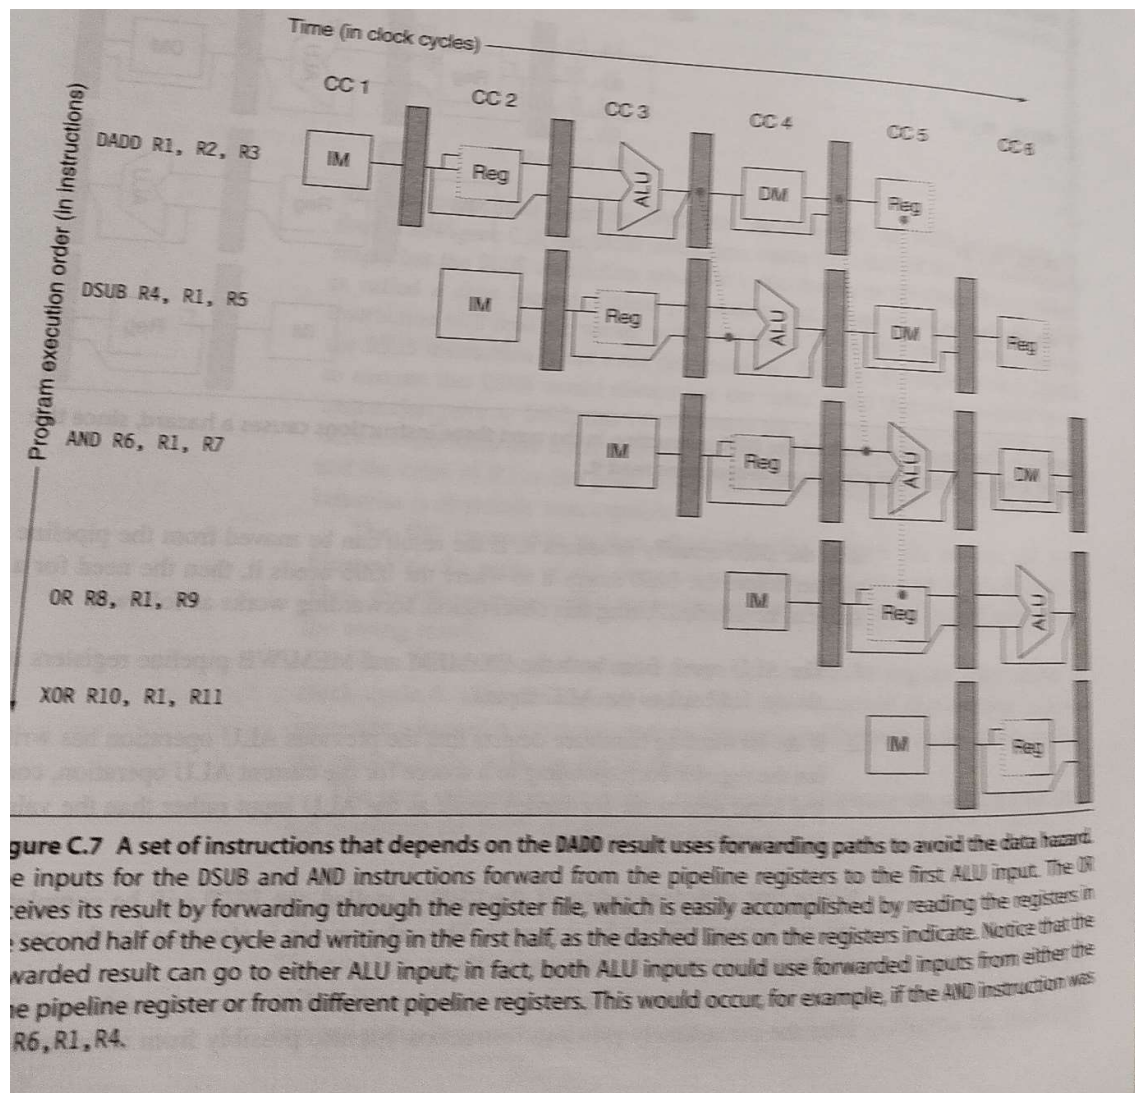 Time (in clock cycles)
CC 1 CC 2 CC 3 CC 4 CC 5 CC 6
Program execution order (in instructions)
DADD R1, R2, R3
IM Reg ALU DM Reg
DSUB R4, R1, R5
IM Reg ALU DM Reg
AND R6, R1, R7
IM Reg ALU DM
OR R8, R1, R9
IM Reg ALU
XOR R10, R1, R11
IM Reg
gure C.7 A set of instructions that depends on the DADD result uses forwarding paths to avoid the data hazard.
e inputs for the DSUB and AND instructions forward from the pipeline registers to the first ALU input. The OR
ceives its result by forwarding through the register file, which is easily accomplished by reading the registers in
second half of the cycle and writing in the first half, as the dashed lines on the registers indicate. Notice that the
warded result can go to either ALU input; in fact, both ALU inputs could use forwarded inputs from either the
ne pipeline register or from different pipeline registers. This would occur, for example, if the AND instruction was
R6,R1,R4.